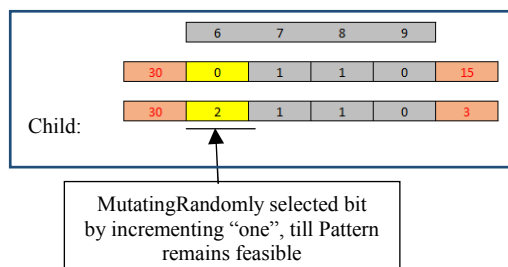 6 7 8 9
30 0 1 1 0 15
Child: 30 2 1 1 0 3
MutatingRandomly selected bit
by incrementing “one”, till Pattern
remains feasible